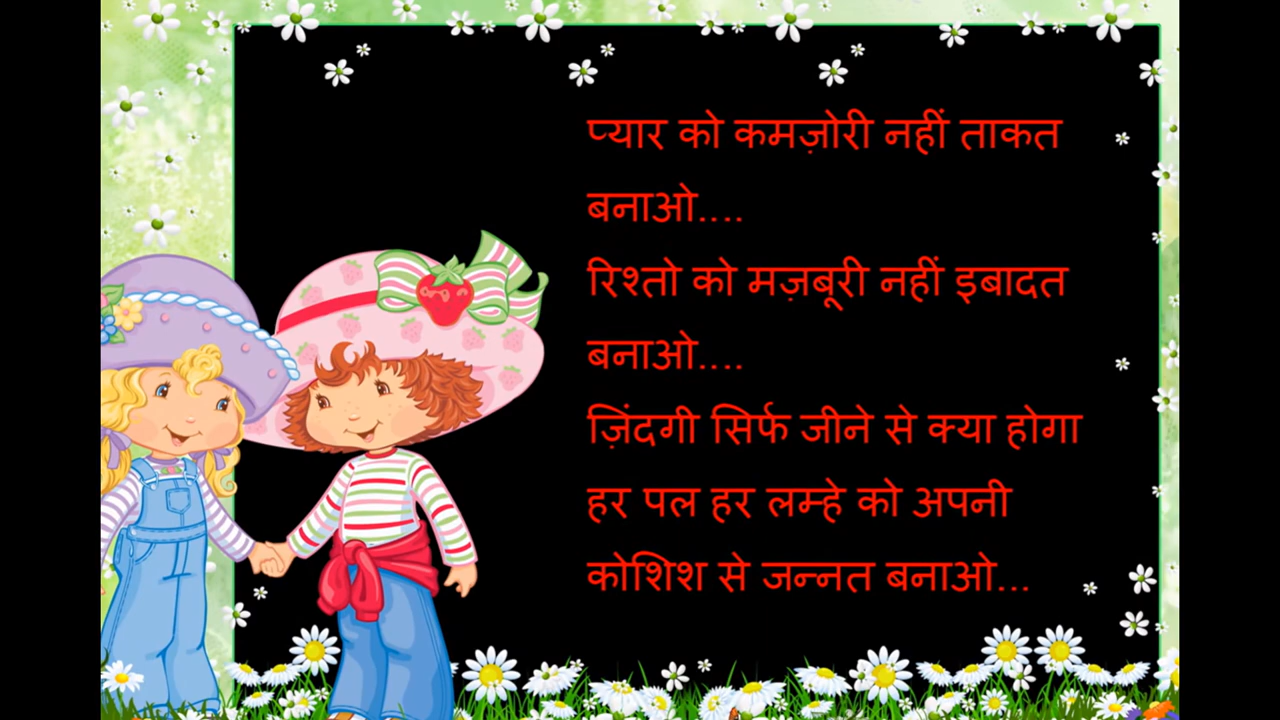 प्यार को कमज़ोरी नहीं ताकत
बनाओ....
रिश्तो को मज़बूरी नहीं इबादत
बनाओ....
ज़िंदगी सिर्फ जीने से क्या होगा
हर पल हर लम्हे को अपनी
कोशिश से जन्नत बनाओ...